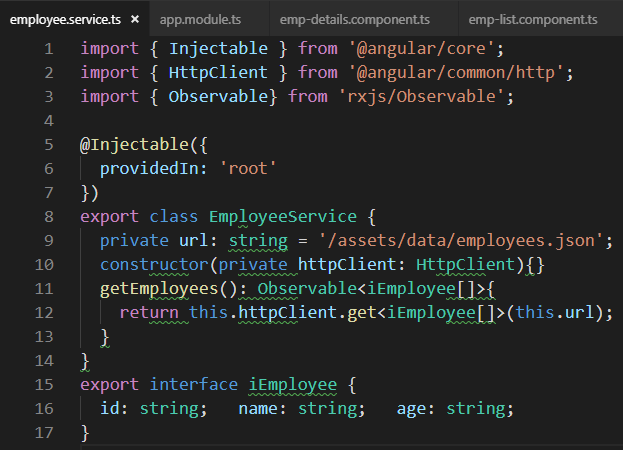 employee.service.ts × app.module.ts emp-details.component.ts emp-list.component.ts
1 import { Injectable } from '@angular/core';
2 import { HttpClient } from '@angular/common/http';
3 import { Observable} from 'rxjs/Observable';
4
5 @Injectable({
6   providedIn: 'root'
7 })
8 export class EmployeeService {
9   private url: string = '/assets/data/employees.json';
10   constructor(private httpClient: HttpClient){}
11   getEmployees(): Observable<iEmployee[]>{
12     return this.httpClient.get<iEmployee[]>(this.url);
13   }
14 }
15 export interface iEmployee {
16   id: string;   name: string;   age: string;
17 }